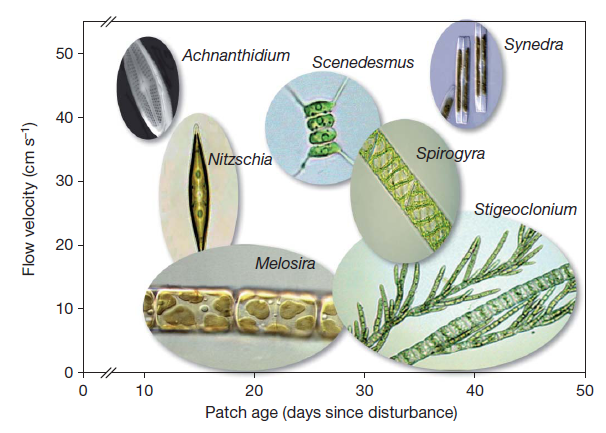 Achnanthidium
Scenedesmus
Synedra
Nitzschia
Spirogyra
Stigeoclonium
Melosira
Flow velocity (cm s⁻¹)
50
40
30
20
10
0
0 10 20 30 40 50
Patch age (days since disturbance)